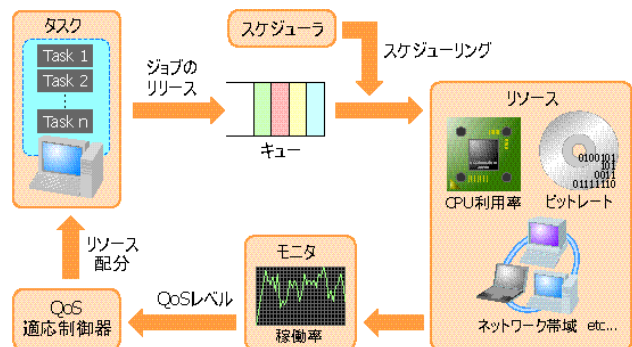 タスク
Task 1
Task 2
Task n
ジョブの
リリース
キュー
スケジューラ
スケジューリング
リソース
CPU利用率
0100101
101
0011
01111110
ビットレート
ネットワーク帯域 etc...
モニタ
稼働率
QoSレベル
QoS
適応制御器
リソース
配分